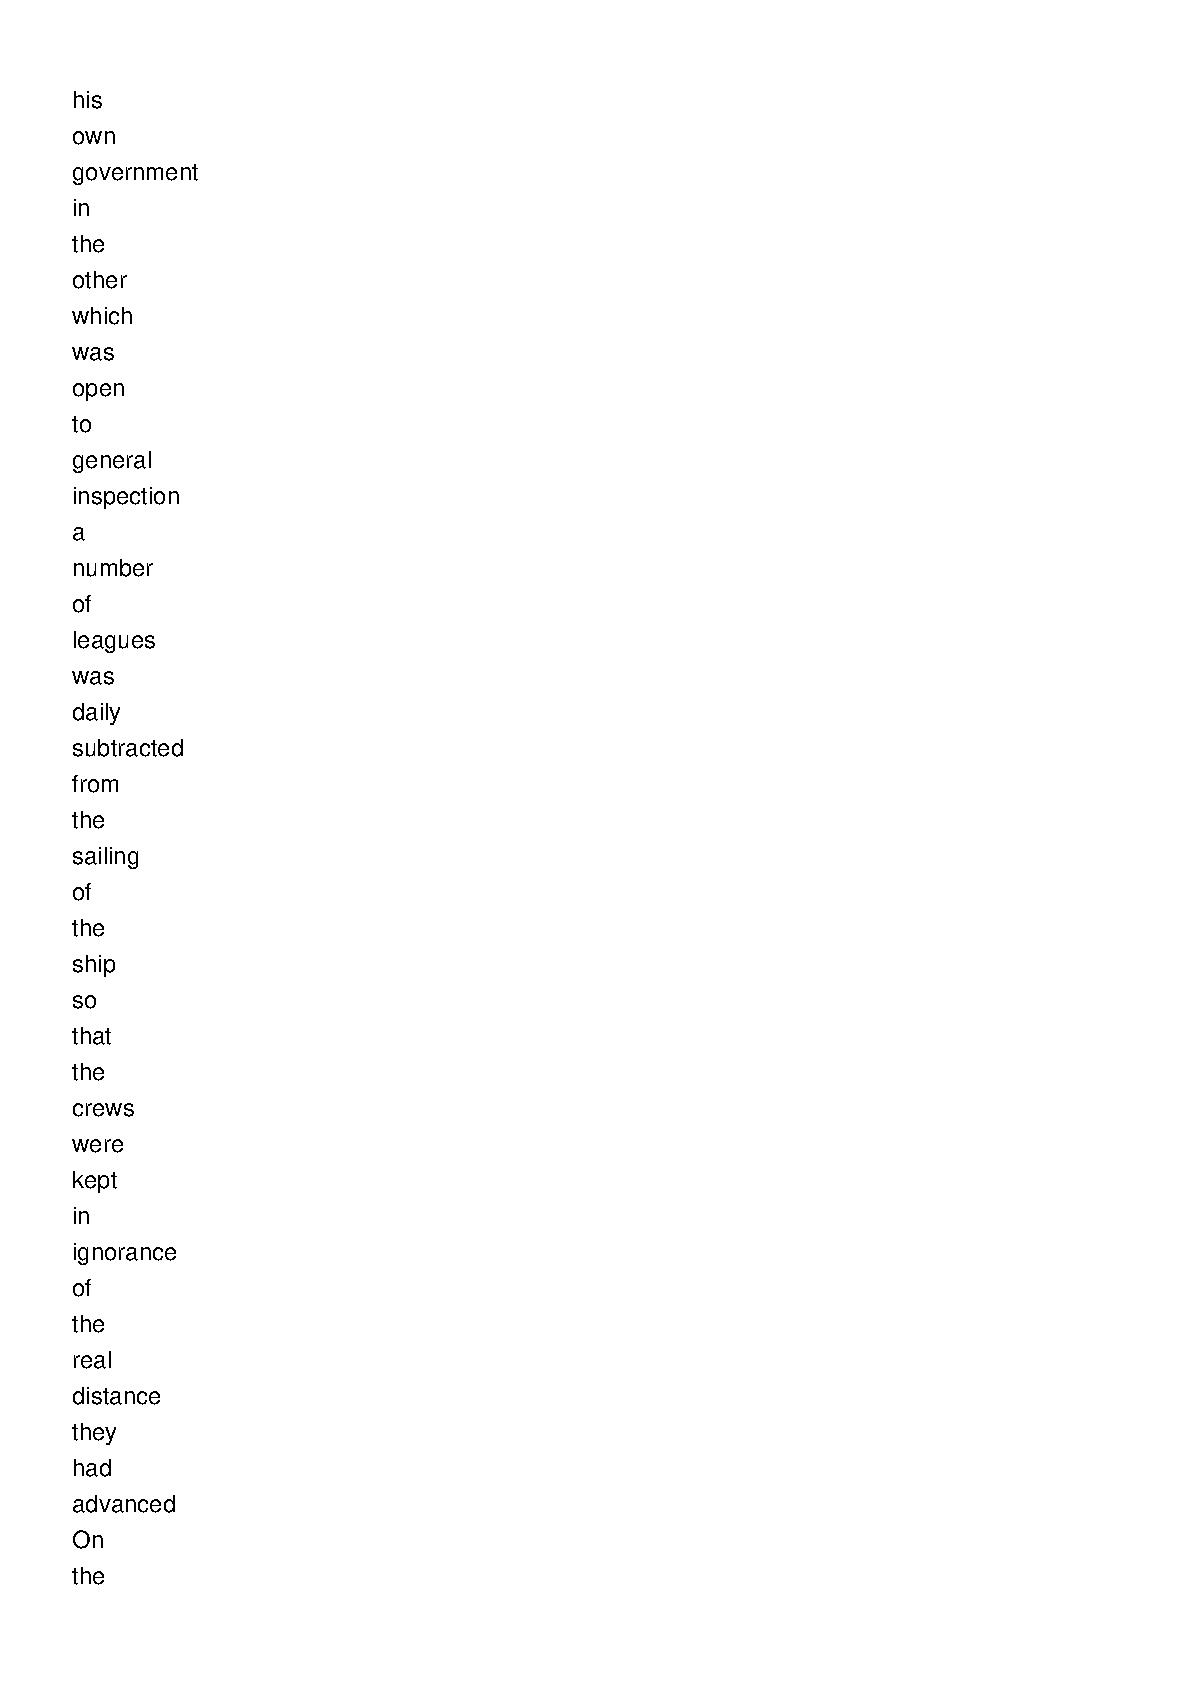 his
own
government
in
the
other
which
was
open
to
general
inspection
a
number
of
leagues
was
daily
subtracted
from
the
sailing
of
the
ship
so
that
the
crews
were
kept
in
ignorance
of
the
real
distance
they
had
advanced
On
the